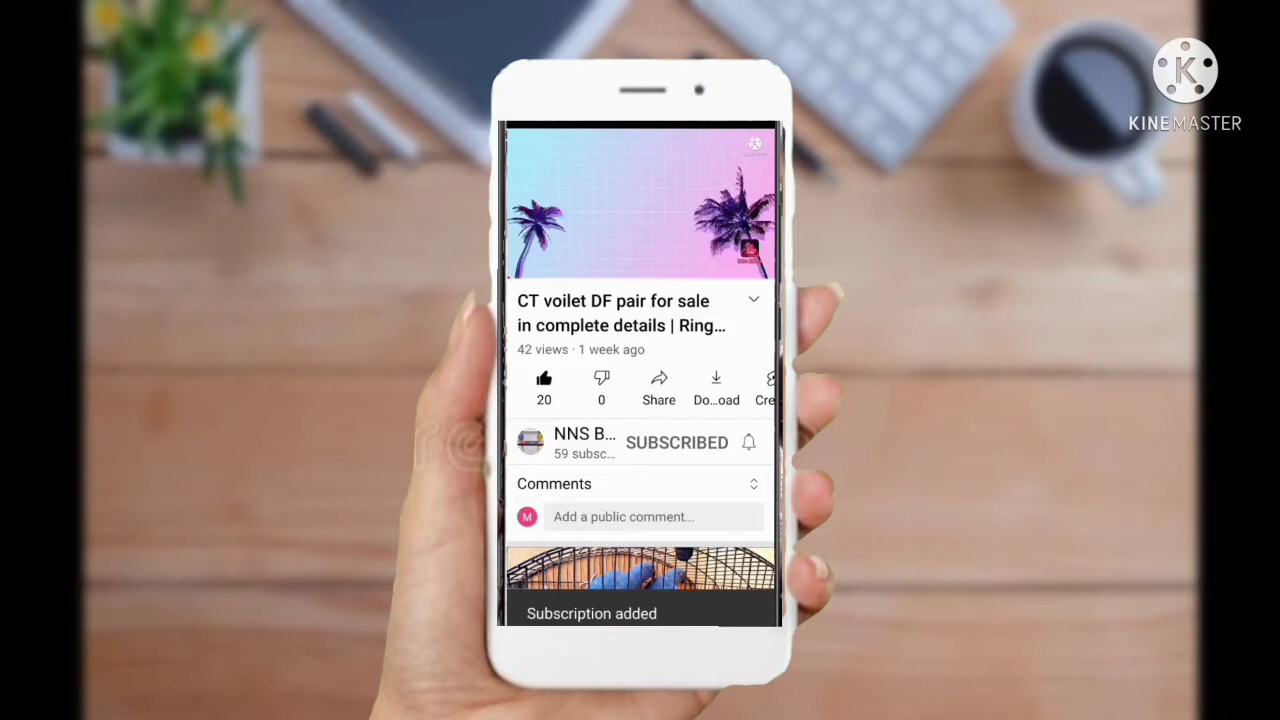 KINEMASTER
CT voilet DF pair for sale
in complete details | Ring...
42 views · 1 week ago
20
0
Share
Do...oad
Cre
NNS B...
59 subsc...
SUBSCRIBED
Comments
M
Add a public comment...
Subscription added